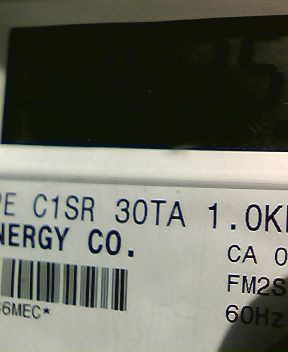 PE C1SR 30TA 1.0K
NERGY CO.
CA 0
FM2S
6MEC*
60Hz